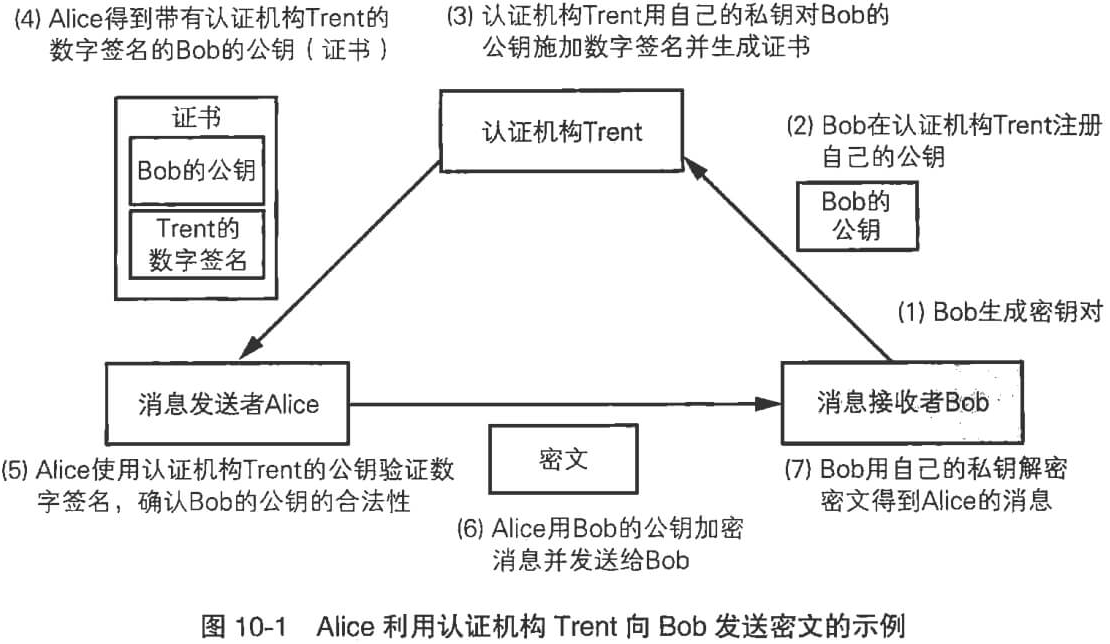 (4) Alice得到带有认证机构Trent的
数字签名的Bob的公钥（证书）
(3) 认证机构Trent用自己的私钥对Bob的
公钥施加数字签名并生成证书
证书
Bob的公钥
Trent的
数字签名
认证机构Trent
(2) Bob在认证机构Trent注册
自己的公钥
Bob的
公钥
(1) Bob生成密钥对
消息发送者Alice
消息接收者Bob
(5) Alice使用认证机构Trent的公钥验证数
字签名，确认Bob的公钥的合法性
密文
(6) Alice用Bob的公钥加密
消息并发送给Bob
(7) Bob用自己的私钥解密
密文得到Alice的消息
图 10-1 Alice 利用认证机构 Trent 向 Bob 发送密文的示例